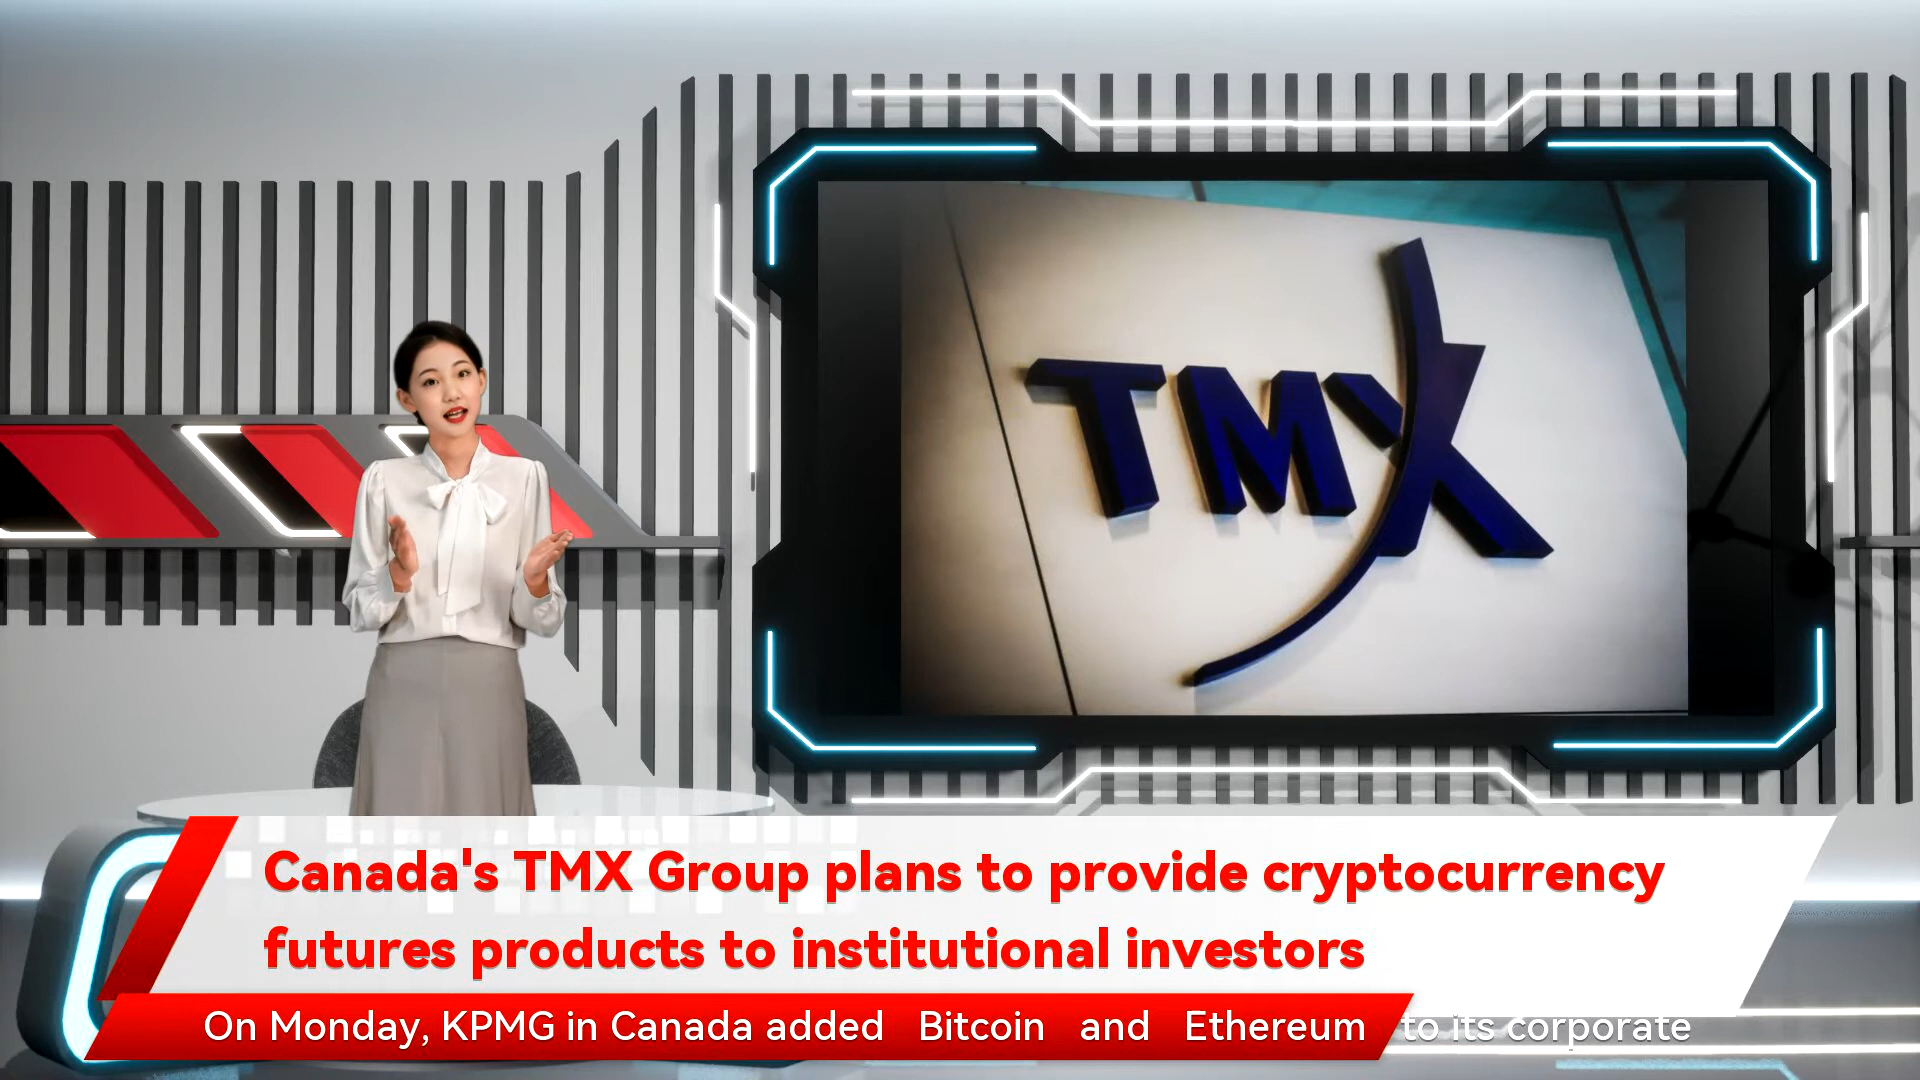 TMX
Canada's TMX Group plans to provide cryptocurrency
futures products to institutional investors
On Monday, KPMG in Canada added Bitcoin and Ethereum to its corporate